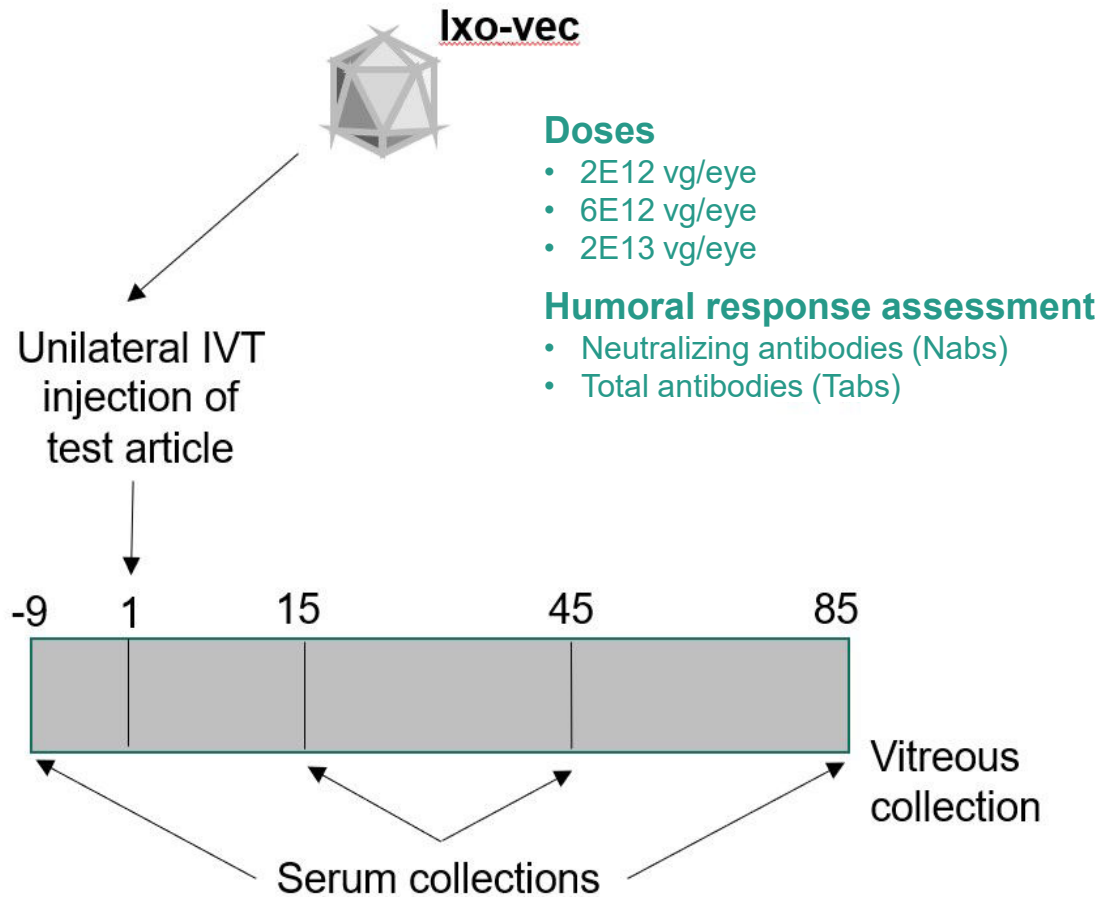 Ixo-vec
Doses
• 2E12 vg/eye
• 6E12 vg/eye
• 2E13 vg/eye
Humoral response assessment
• Neutralizing antibodies (Nabs)
• Total antibodies (Tabs)
Unilateral IVT
injection of
test article
-9 1 15 45 85
Vitreous
collection
Serum collections